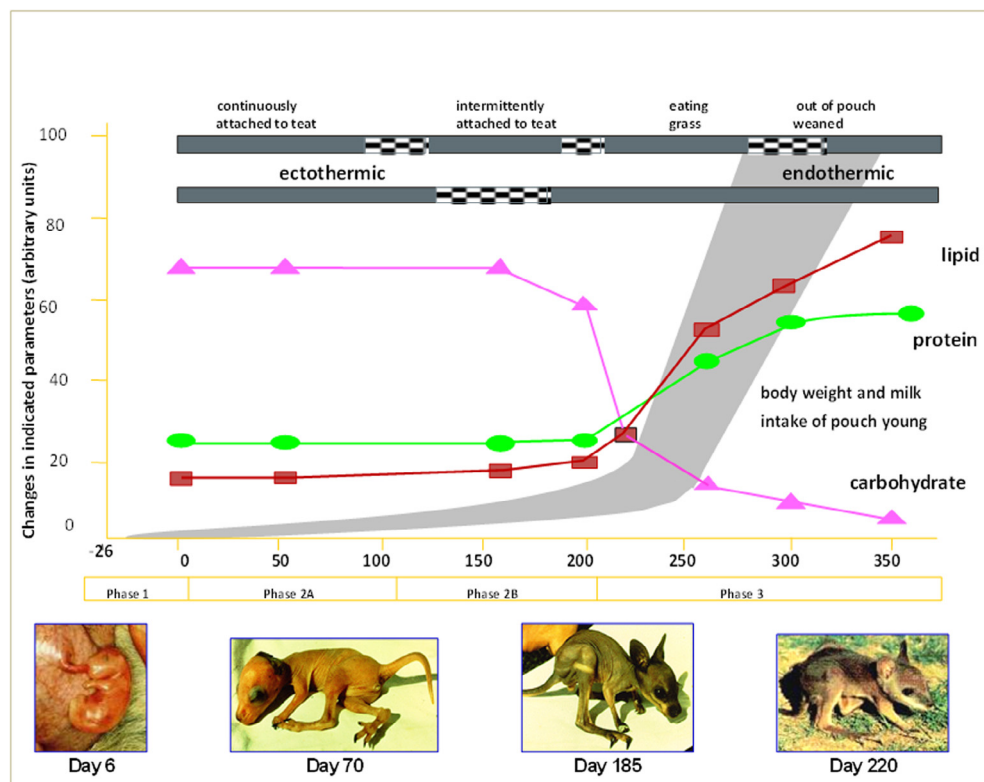 continuously
attached to teat
intermittently
attached to teat
eating
grass
out of pouch
weaned
ectothermic
endothermic
Changes in indicated parameters (arbitrary units)
100
80
60
40
20
0
lipid
protein
body weight and milk
intake of pouch young
carbohydrate
-26 0 50 100 150 200 250 300 350
Phase 1 Phase 2A Phase 2B Phase 3
Day 6 Day 70 Day 185 Day 220